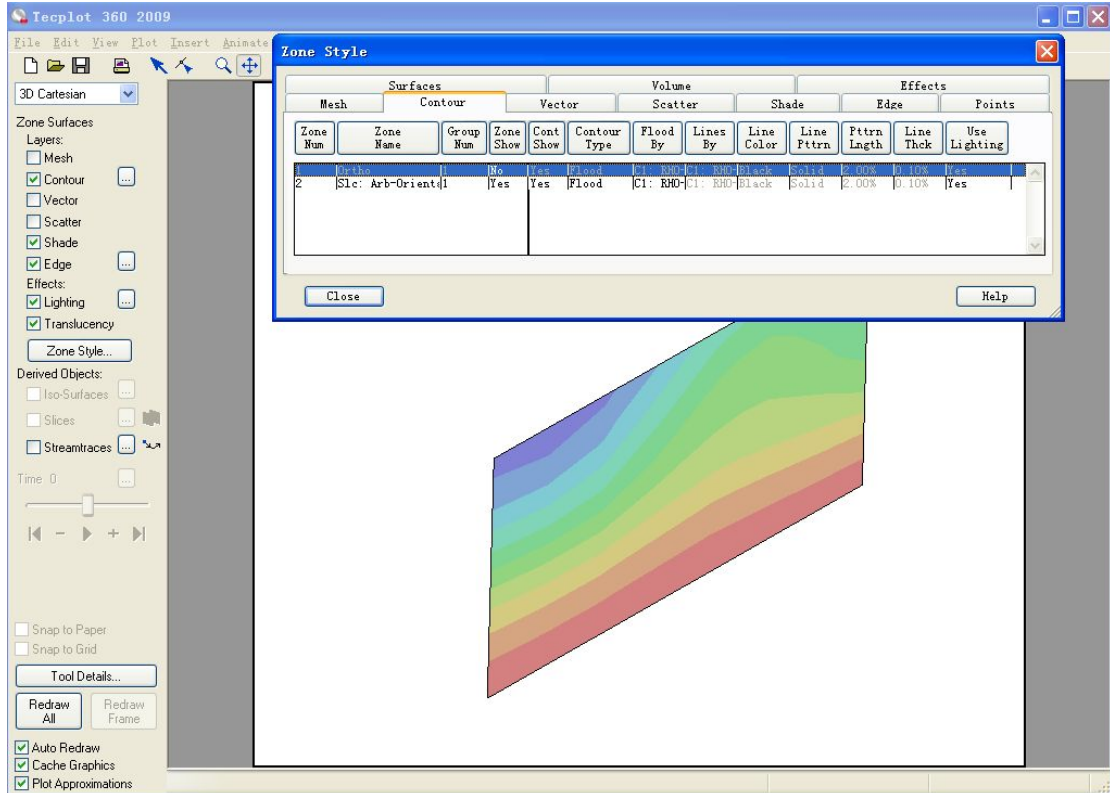 Tecplot 360 2009
File Edit View Plot Insert Animate
3D Cartesian
Zone Surfaces
Layers:
Mesh
Contour
Vector
Scatter
Shade
Edge
Effects:
Lighting
Translucency
Zone Style...
Derived Objects:
Iso-Surfaces
Slices
Streamtraces
Time 0
Snap to Paper
Snap to Grid
Tool Details...
Redraw All
Redraw Frame
Auto Redraw
Cache Graphics
Plot Approximations
Zone Style
Surfaces Volume Effects
Mesh Contour Vector Scatter Shade Edge Points
Zone Num Zone Name Group Num Zone Show Cont Show Contour Type Flood By Lines By Line Color Line Pttrn Pttrn Lngth Line Thck Use Lighting
1 Ortho 1 No Yes Flood C1: RHO- C1: RHO- Black Solid 2.00% 0.10% Yes
2 Slc: Arb-Orient 1 Yes Yes Flood C1: RHO- C1: RHO- Black Solid 2.00% 0.10% Yes
Close Help